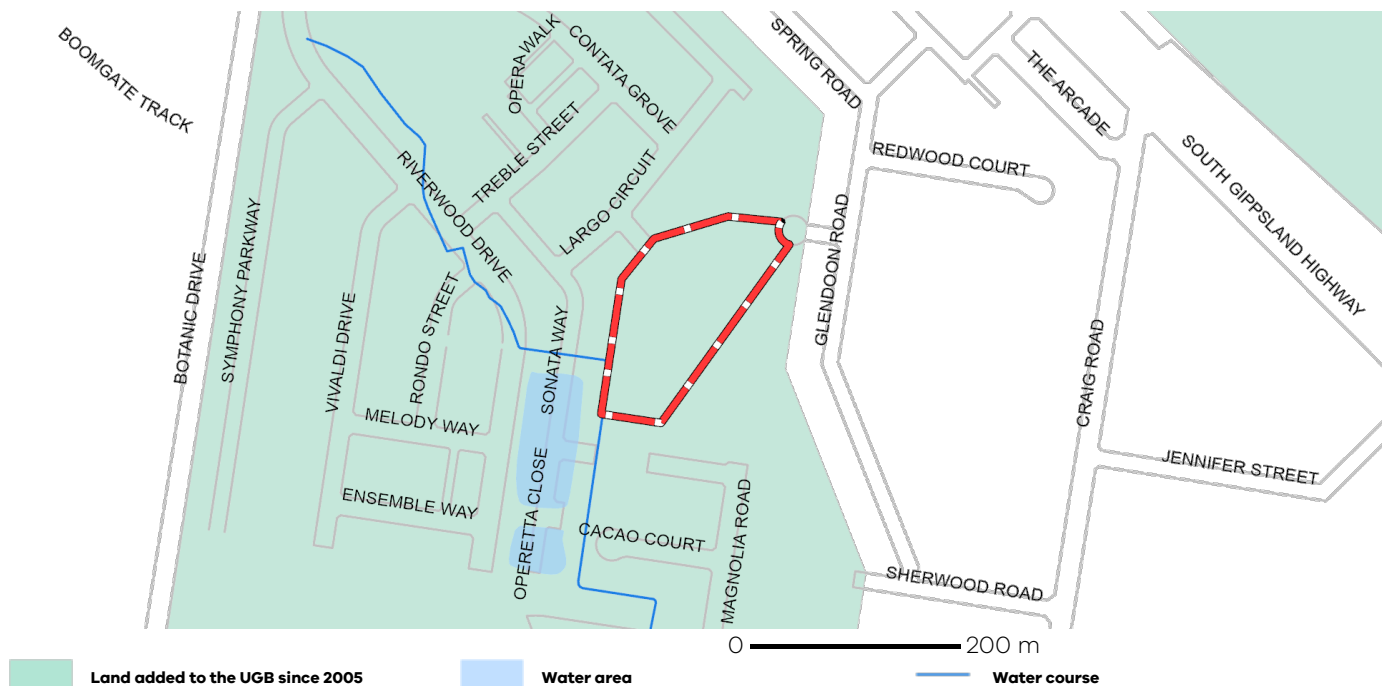 BOOMGATE TRACK
OPERA WALK
CONTATA GROVE
SPRING ROAD
THE ARCADE
SOUTH GIPPSLAND HIGHWAY
REDWOOD COURT
TREBLE STREET
RIVERWOOD DRIVE
LARGO CIRCUIT
GLENDOON ROAD
BOTANIC DRIVE
SYMPHONY PARKWAY
VIVALDI DRIVE
RONDO STREET
SONATA WAY
CRAIG ROAD
MELODY WAY
OPERETTA CLOSE
JENNIFER STREET
ENSEMBLE WAY
CACAO COURT
MAGNOLIA ROAD
SHERWOOD ROAD
0 200 m
Land added to the UGB since 2005
Water area
Water course